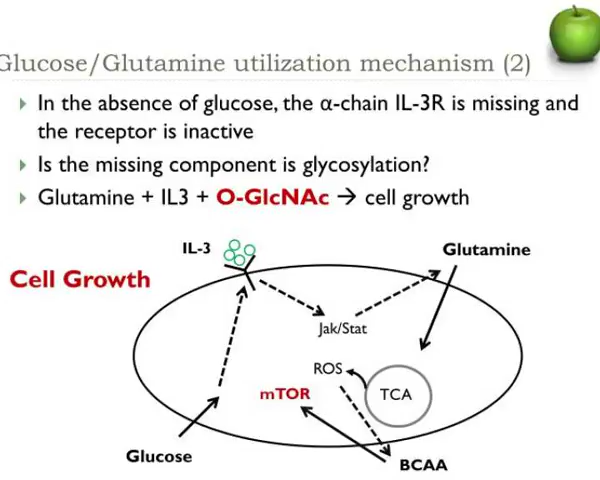 Glucose/Glutamine utilization mechanism (2)
In the absence of glucose, the α-chain IL-3R is missing and
the receptor is inactive
Is the missing component is glycosylation?
Glutamine + IL3 + O-GlcNAc → cell growth
IL-3
Glutamine
Cell Growth
Jak/Stat
ROS
mTOR
TCA
Glucose
BCAA